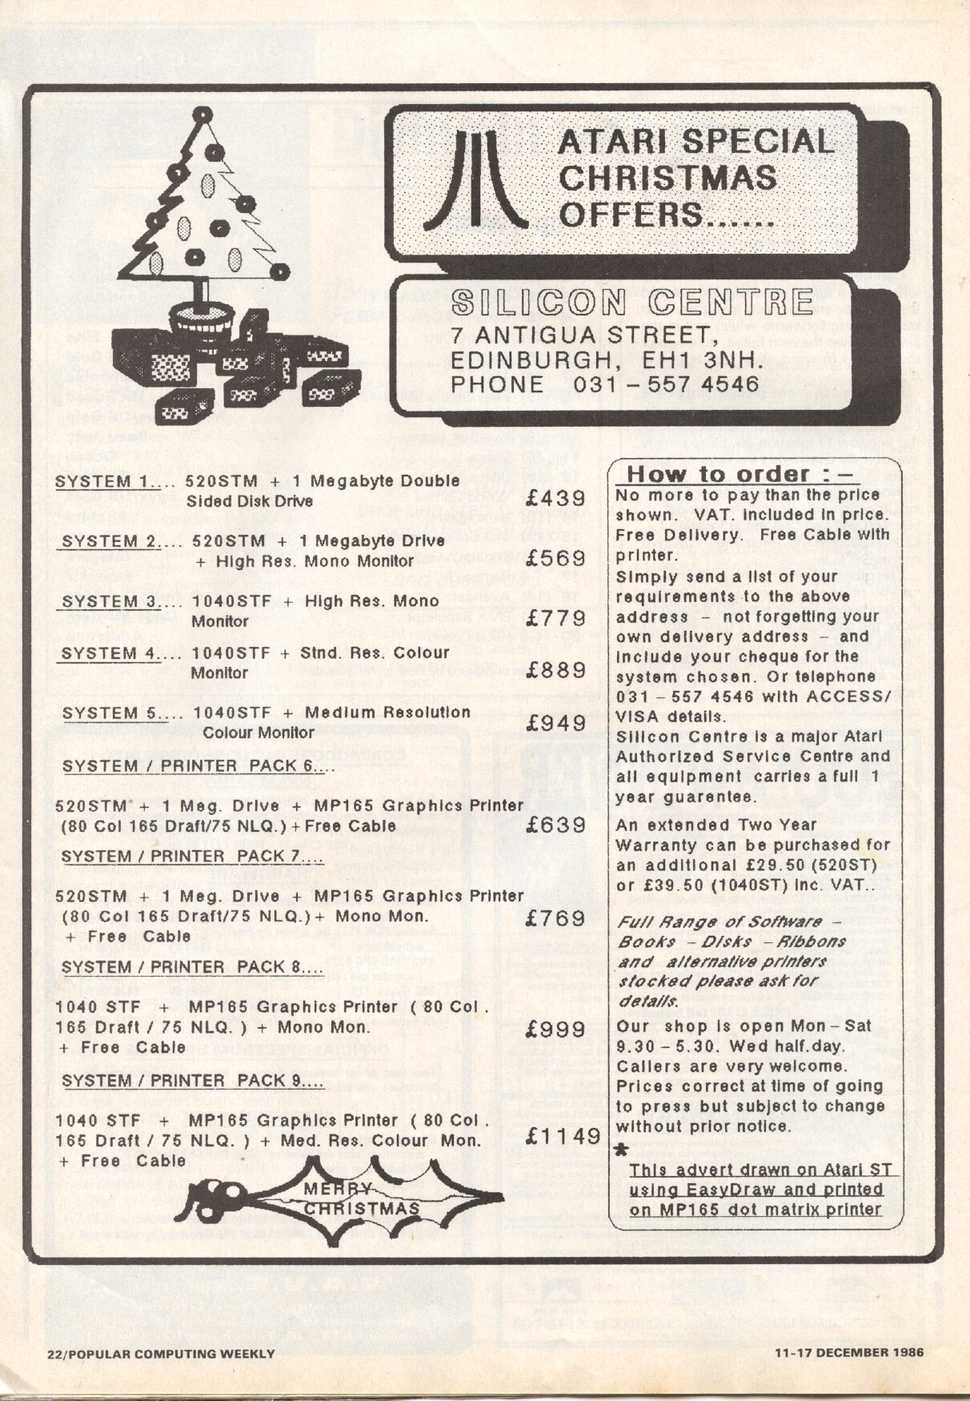 ATARI SPECIAL
CHRISTMAS
OFFERS......
SILICON CENTRE
7 ANTIGUA STREET,
EDINBURGH, EH1 3NH.
PHONE 031 – 557 4546
SYSTEM 1.... 520STM + 1 Megabyte Double
Sided Disk Drive £439
SYSTEM 2.... 520STM + 1 Megabyte Drive
+ High Res. Mono Monitor £569
SYSTEM 3.... 1040STF + High Res. Mono
Monitor £779
SYSTEM 4.... 1040STF + Stnd. Res. Colour
Monitor £889
SYSTEM 5.... 1040STF + Medium Resolution
Colour Monitor £949
SYSTEM / PRINTER PACK 6....
520STM + 1 Meg. Drive + MP165 Graphics Printer
(80 Col 165 Draft/75 NLQ.) + Free Cable £639
SYSTEM / PRINTER PACK 7....
520STM + 1 Meg. Drive + MP165 Graphics Printer
(80 Col 165 Draft/75 NLQ.) + Mono Mon. £769
+ Free Cable
SYSTEM / PRINTER PACK 8....
1040 STF + MP165 Graphics Printer ( 80 Col .
165 Draft / 75 NLQ. ) + Mono Mon. £999
+ Free Cable
SYSTEM / PRINTER PACK 9....
1040 STF + MP165 Graphics Printer ( 80 Col .
165 Draft / 75 NLQ. ) + Med. Res. Colour Mon. £1149
+ Free Cable
MERRY
CHRISTMAS
How to order : –
No more to pay than the price
shown. VAT. included in price.
Free Delivery. Free Cable with
printer.
Simply send a list of your
requirements to the above
address – not forgetting your
own delivery address – and
include your cheque for the
system chosen. Or telephone
031 – 557 4546 with ACCESS/
VISA details.
Silicon Centre is a major Atari
Authorized Service Centre and
all equipment carries a full 1
year guarentee.
An extended Two Year
Warranty can be purchased for
an additional £29.50 (520ST)
or £39.50 (1040ST) inc. VAT..
Full Range of Software –
Books – Disks – Ribbons
and alternative printers
stocked please ask for
details.
Our shop is open Mon – Sat
9.30 – 5.30. Wed half.day.
Callers are very welcome.
Prices correct at time of going
to press but subject to change
without prior notice.
*
This advert drawn on Atari ST
using EasyDraw and printed
on MP165 dot matrix printer
22/POPULAR COMPUTING WEEKLY
11-17 DECEMBER 1986